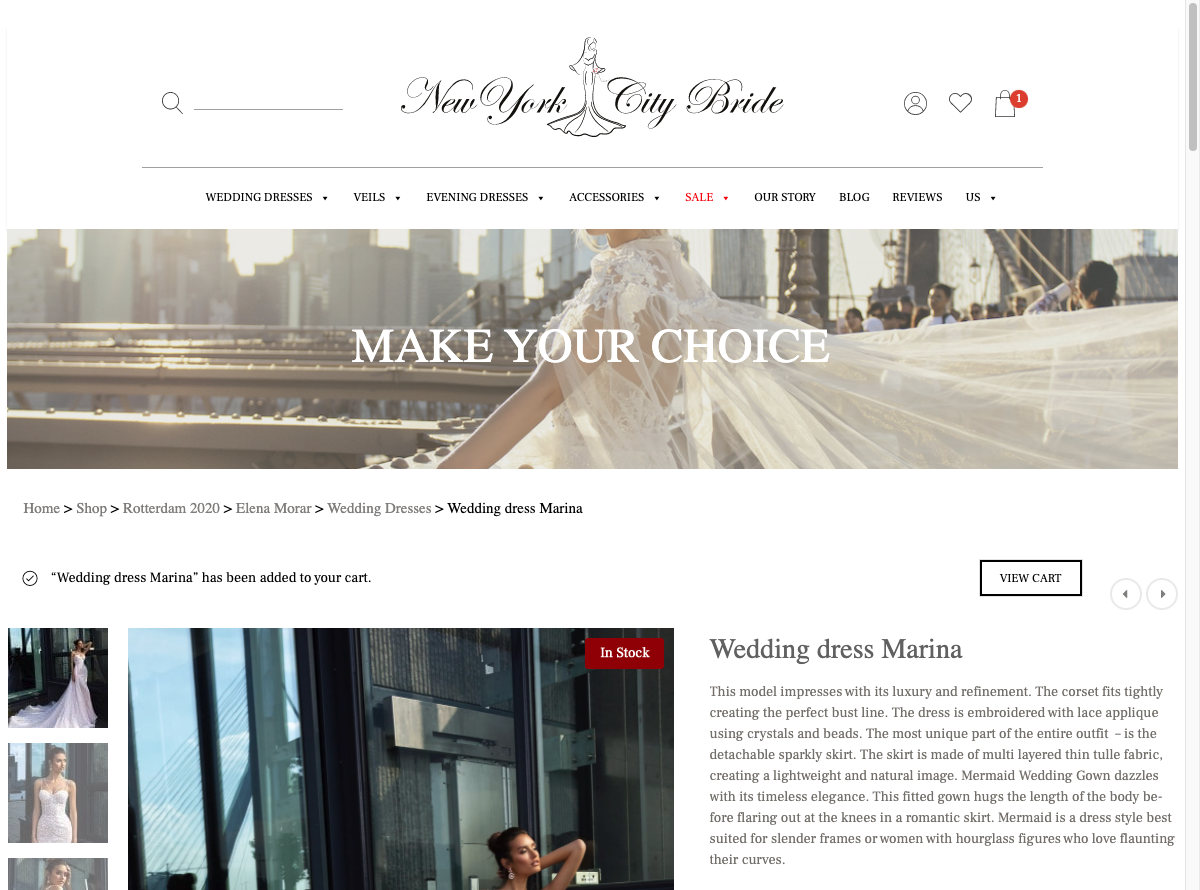 New York City Bride
1
WEDDING DRESSES
VEILS
EVENING DRESSES
ACCESSORIES
SALE
OUR STORY
BLOG
REVIEWS
US
MAKE YOUR CHOICE
Home > Shop > Rotterdam 2020 > Elena Morar > Wedding Dresses > Wedding dress Marina
“Wedding dress Marina” has been added to your cart.
VIEW CART
In Stock
Wedding dress Marina
This model impresses with its luxury and refinement. The corset fits tightly
creating the perfect bust line. The dress is embroidered with lace applique
using crystals and beads. The most unique part of the entire outfit – is the
detachable sparkly skirt. The skirt is made of multi layered thin tulle fabric,
creating a lightweight and natural image. Mermaid Wedding Gown dazzles
with its timeless elegance. This fitted gown hugs the length of the body be-
fore flaring out at the knees in a romantic skirt. Mermaid is a dress style best
suited for slender frames or women with hourglass figures who love flaunting
their curves.